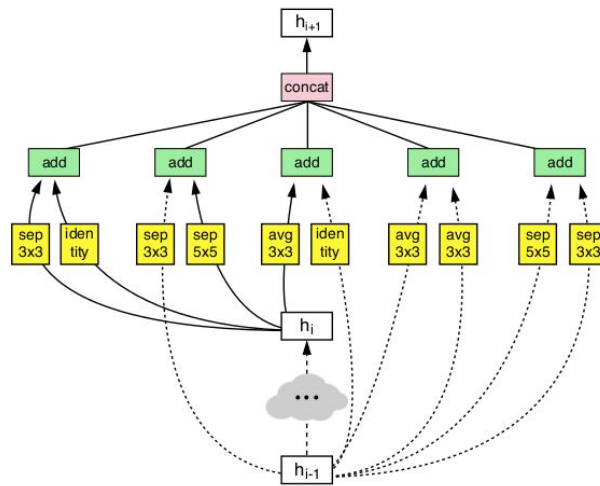 h_{i+1}
concat
add add add add add
sep iden sep sep avg iden avg avg sep sep
3x3 tity 3x3 5x5 3x3 tity 3x3 3x3 5x5 3x3
h_i
...
h_{i-1}